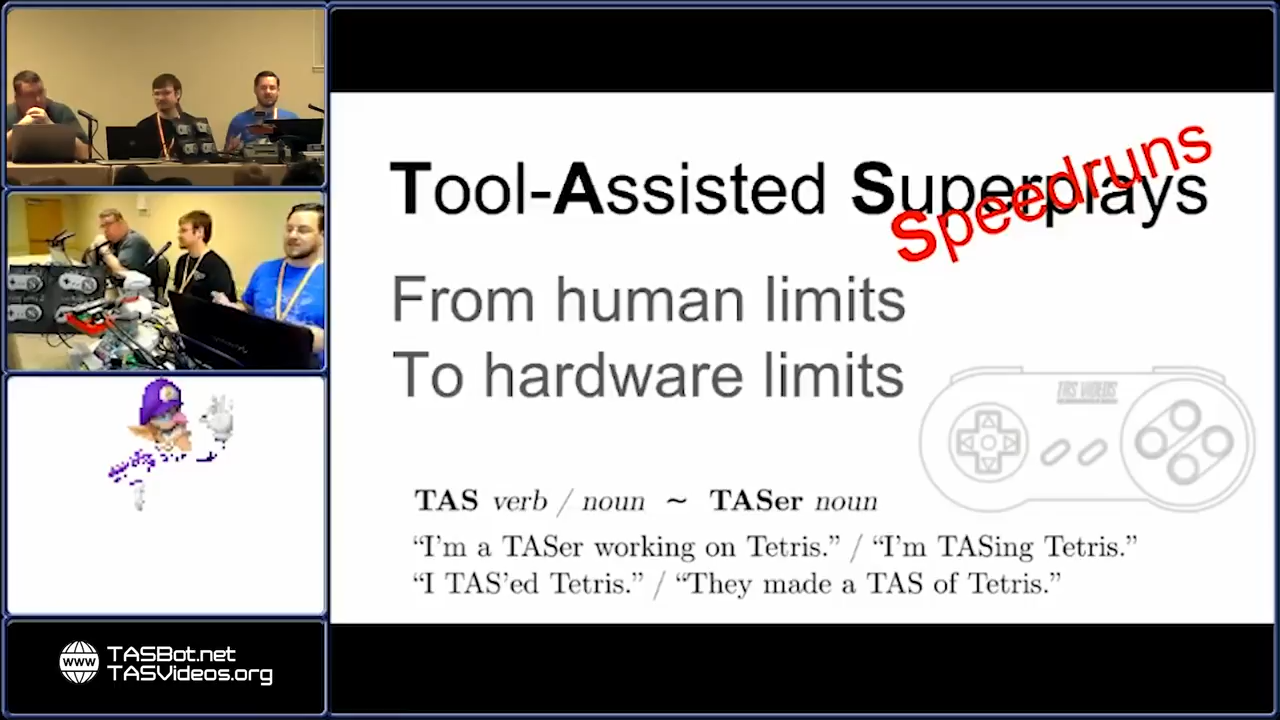 Tool-Assisted Superplays
Speedruns
From human limits
To hardware limits
TAS VIDEOS
TAS verb / noun ~ TASer noun
“I'm a TASer working on Tetris.” / “I'm TASing Tetris.”
“I TAS'ed Tetris.” / “They made a TAS of Tetris.”
www
TASBot.net
TASVideos.org